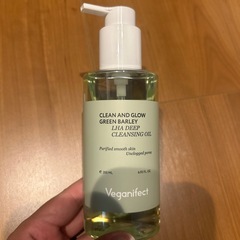 CLEAN AND GLOW
GREEN BARLEY
LHA DEEP
CLEANSING OIL
Purified smooth skin
Unclogged pores
Veganifect